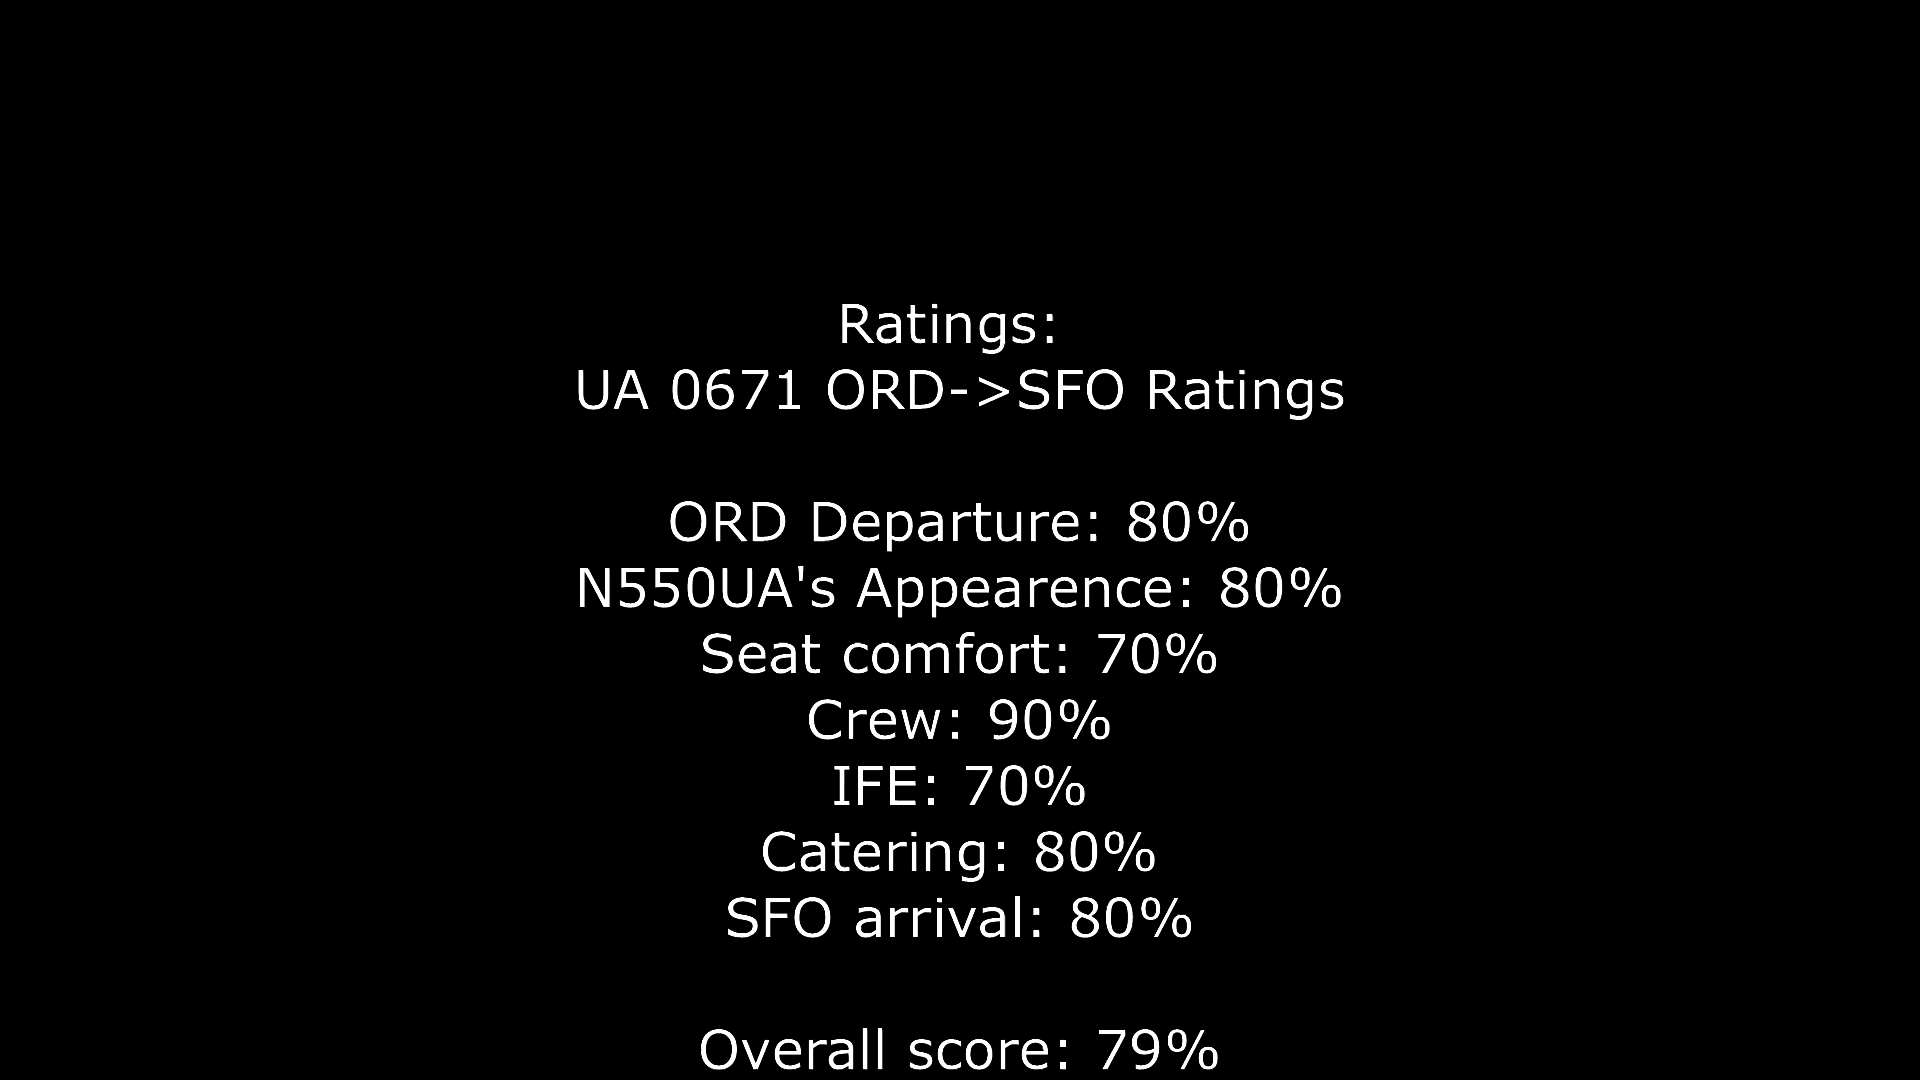 Ratings:
UA 0671 ORD->SFO Ratings
ORD Departure: 80%
N550UA's Appearence: 80%
Seat comfort: 70%
Crew: 90%
IFE: 70%
Catering: 80%
SFO arrival: 80%
Overall score: 79%